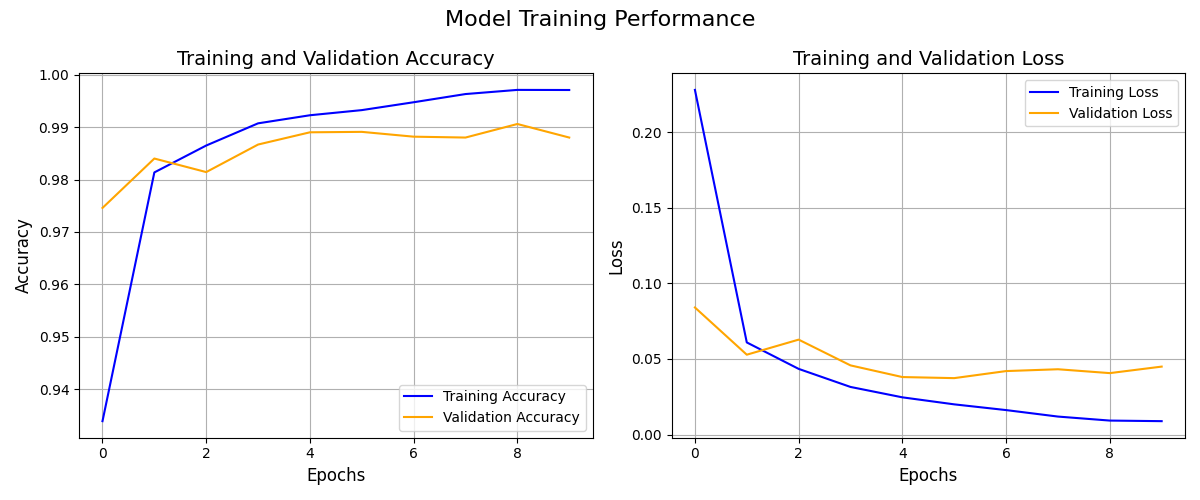 Model Training Performance
Training and Validation Accuracy
1.00
0.99
0.98
0.97
0.96
0.95
0.94
Accuracy
0 2 4 6 8
Epochs
Training Accuracy
Validation Accuracy
Training and Validation Loss
0.20
0.15
0.10
0.05
0.00
Loss
0 2 4 6 8
Epochs
Training Loss
Validation Loss